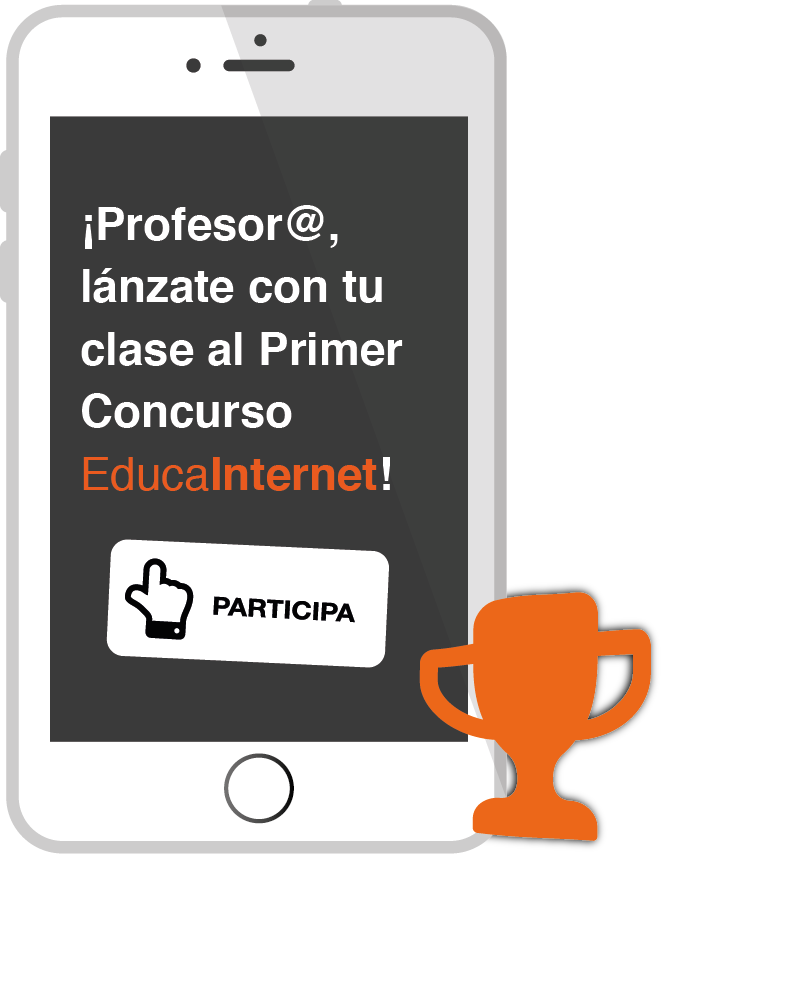 ¡Profesor@,
lánzate con tu
clase al Primer
Concurso
EducaInternet!
PARTICIPA